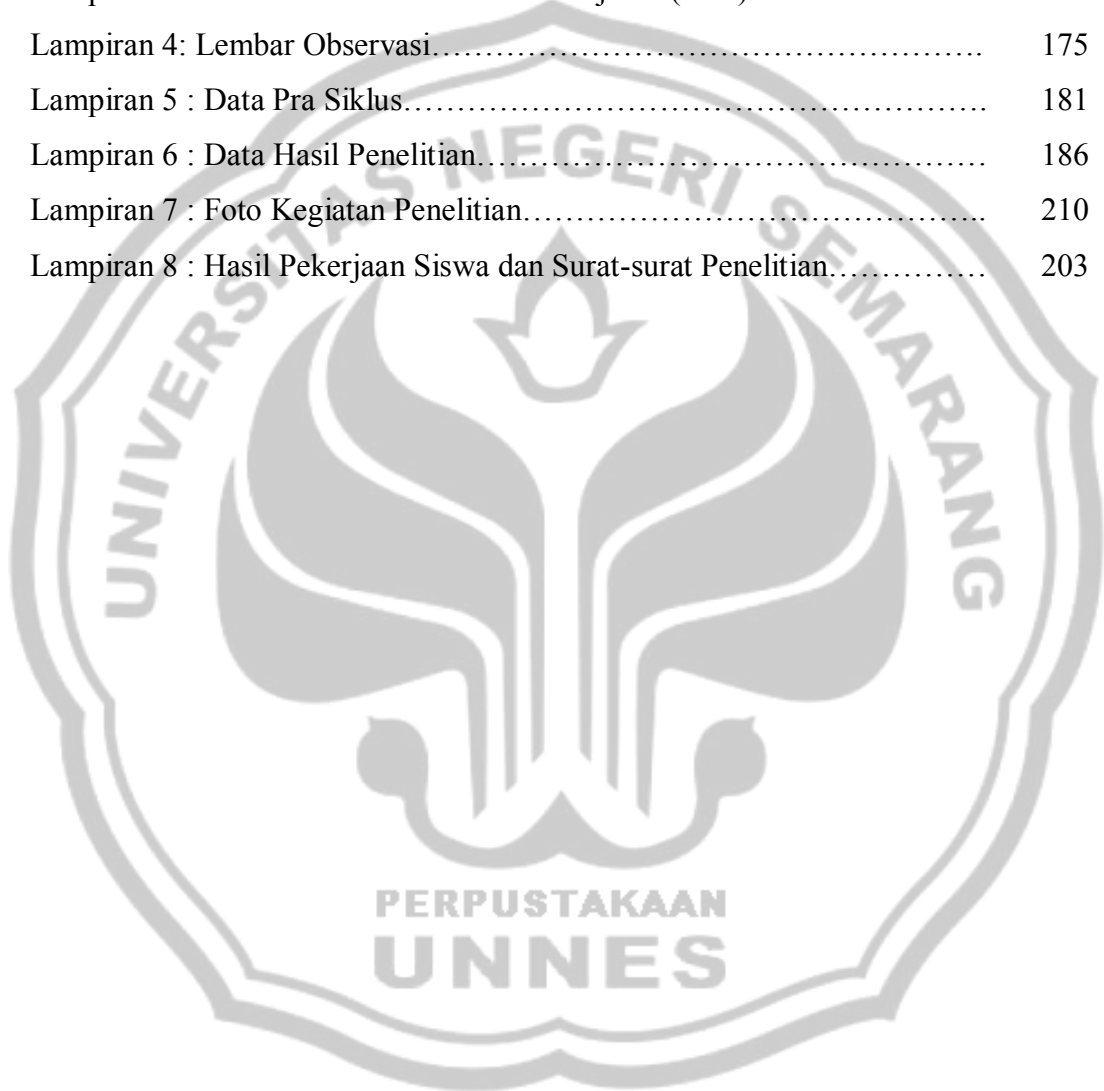 Lampiran 4: Lembar Observasi………………………………………………. 175
Lampiran 5 : Data Pra Siklus………………………………………………. 181
Lampiran 6 : Data Hasil Penelitian………………………………………… 186
Lampiran 7 : Foto Kegiatan Penelitian…………………………………….. 210
Lampiran 8 : Hasil Pekerjaan Siswa dan Surat-surat Penelitian…………… 203
UNIVERSITAS NEGERI SEMARANG
PERPUSTAKAAN
UNNES